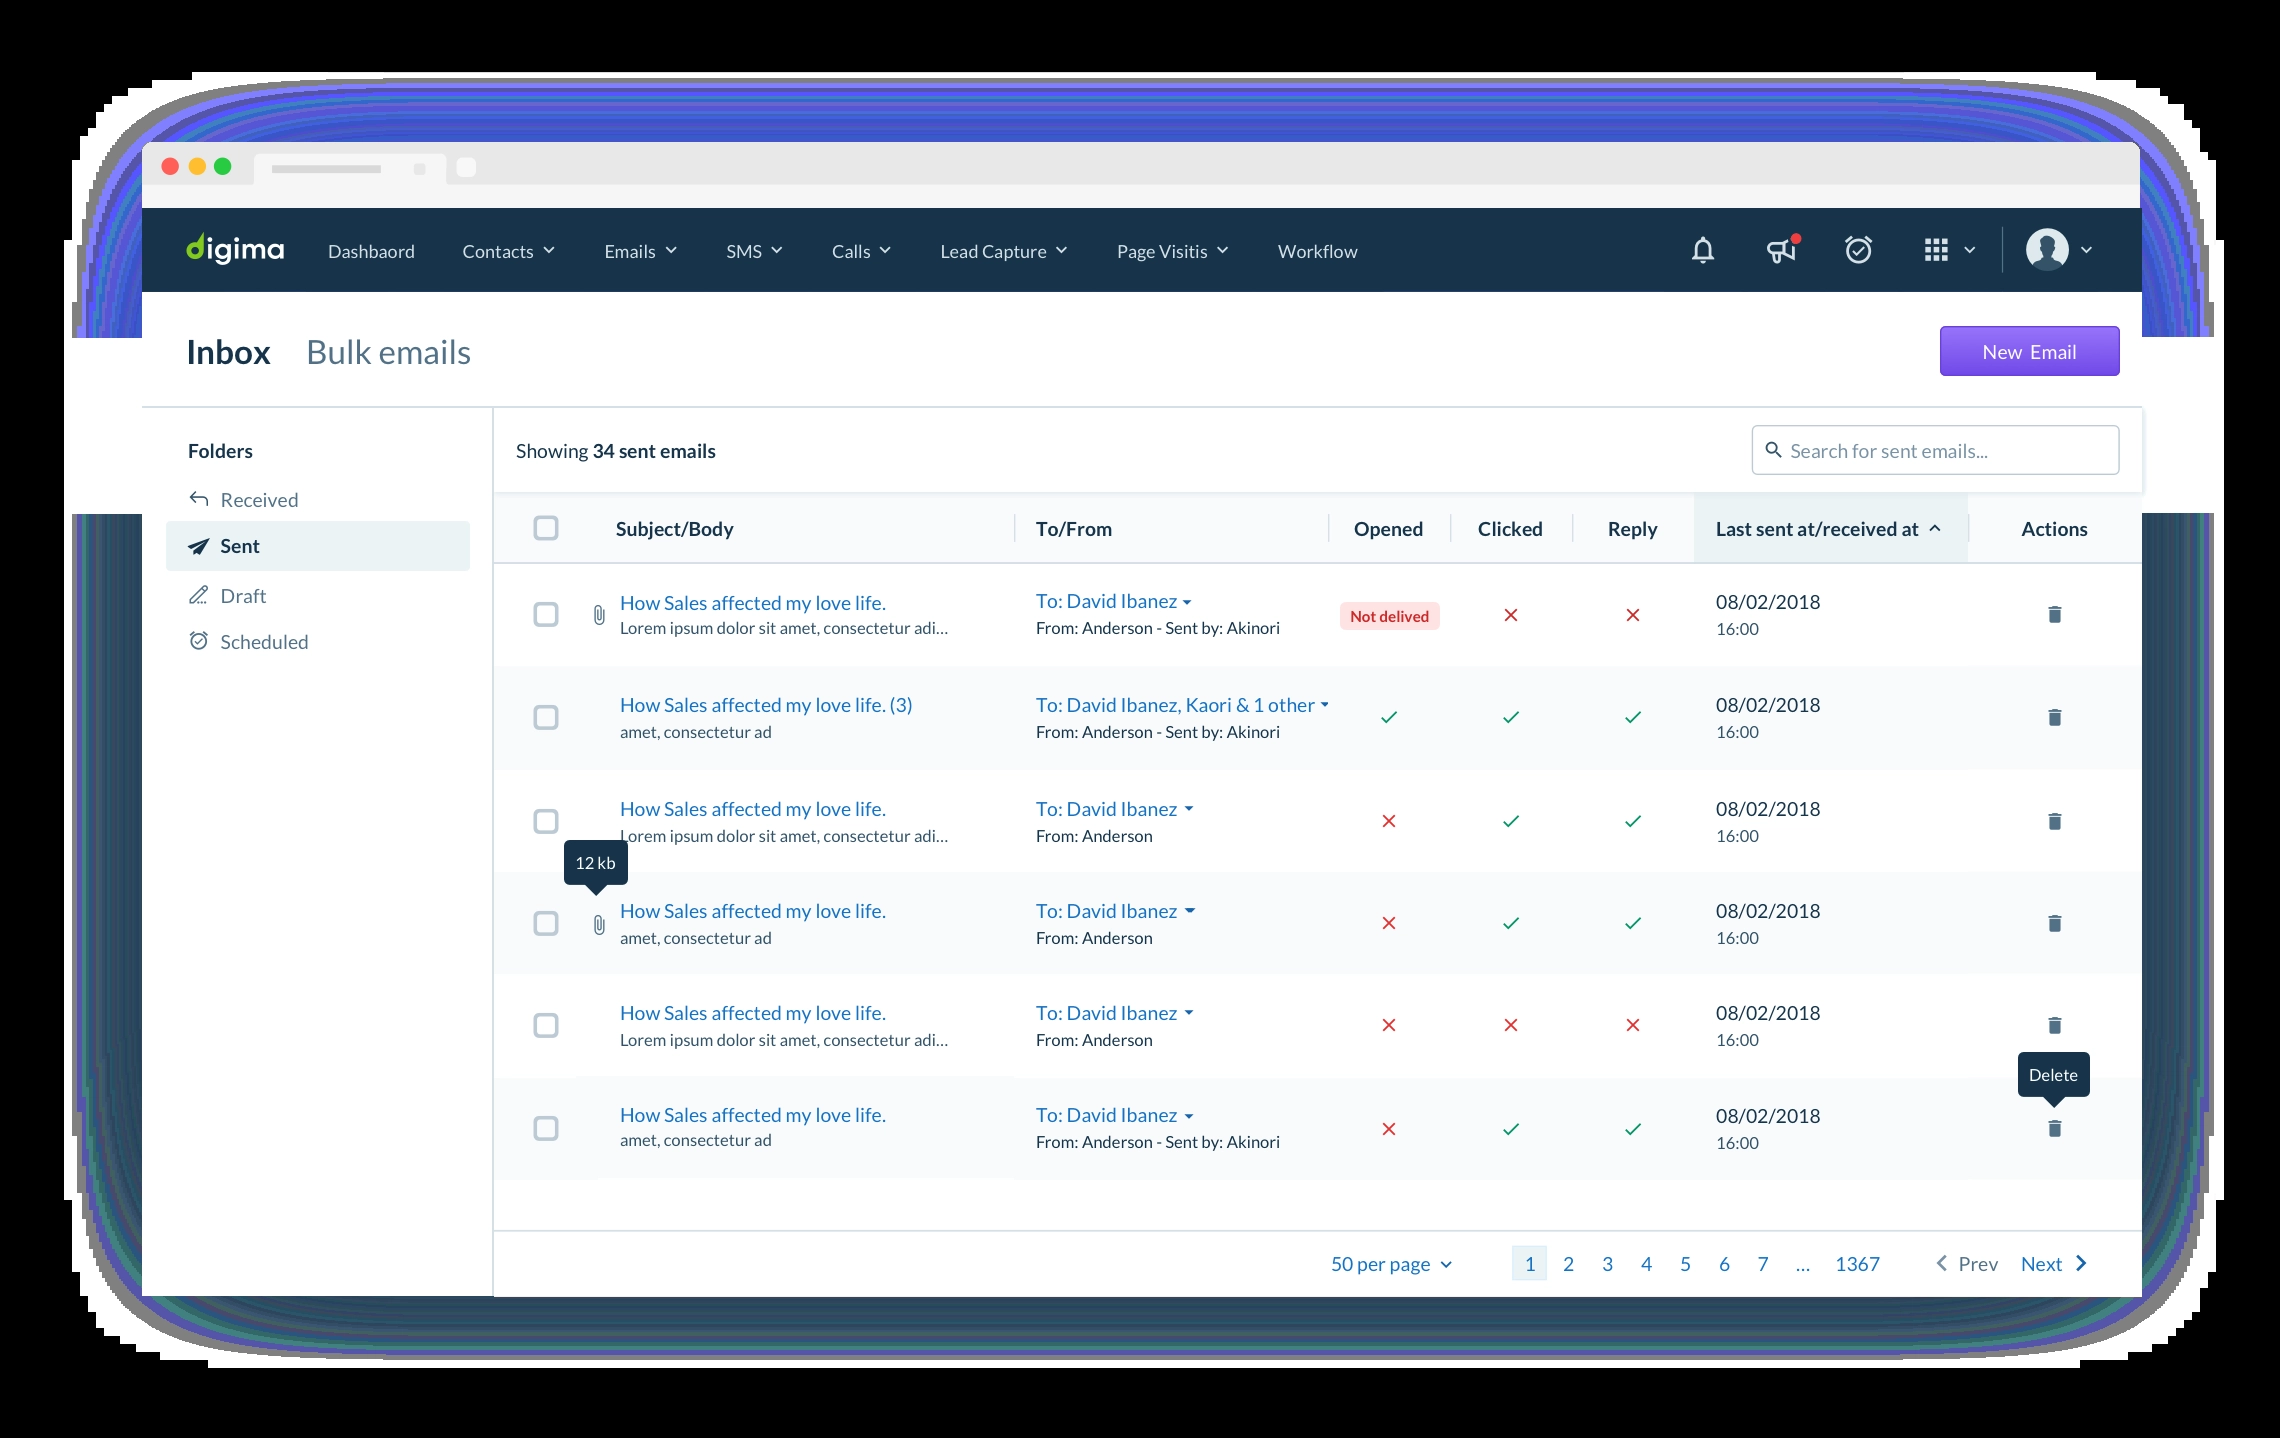 digima Dashbaord Contacts Emails SMS Calls Lead Capture Page Visitis Workflow
Inbox Bulk emails New Email
Folders
Received
Sent
Draft
Scheduled
Showing 34 sent emails Search for sent emails...
Subject/Body To/From Opened Clicked Reply Last sent at/received at Actions
How Sales affected my love life. To: David Ibanez Not delived 08/02/2018
Lorem ipsum dolor sit amet, consectetur adi... From: Anderson - Sent by: Akinori 16:00
How Sales affected my love life. (3) To: David Ibanez, Kaori & 1 other 08/02/2018
amet, consectetur ad From: Anderson - Sent by: Akinori 16:00
How Sales affected my love life. To: David Ibanez 08/02/2018
Lorem ipsum dolor sit amet, consectetur adi... From: Anderson 16:00
12 kb
How Sales affected my love life. To: David Ibanez 08/02/2018
amet, consectetur ad From: Anderson 16:00
How Sales affected my love life. To: David Ibanez 08/02/2018
Lorem ipsum dolor sit amet, consectetur adi... From: Anderson 16:00
Delete
How Sales affected my love life. To: David Ibanez 08/02/2018
amet, consectetur ad From: Anderson - Sent by: Akinori 16:00
50 per page 1 2 3 4 5 6 7 ... 1367 Prev Next